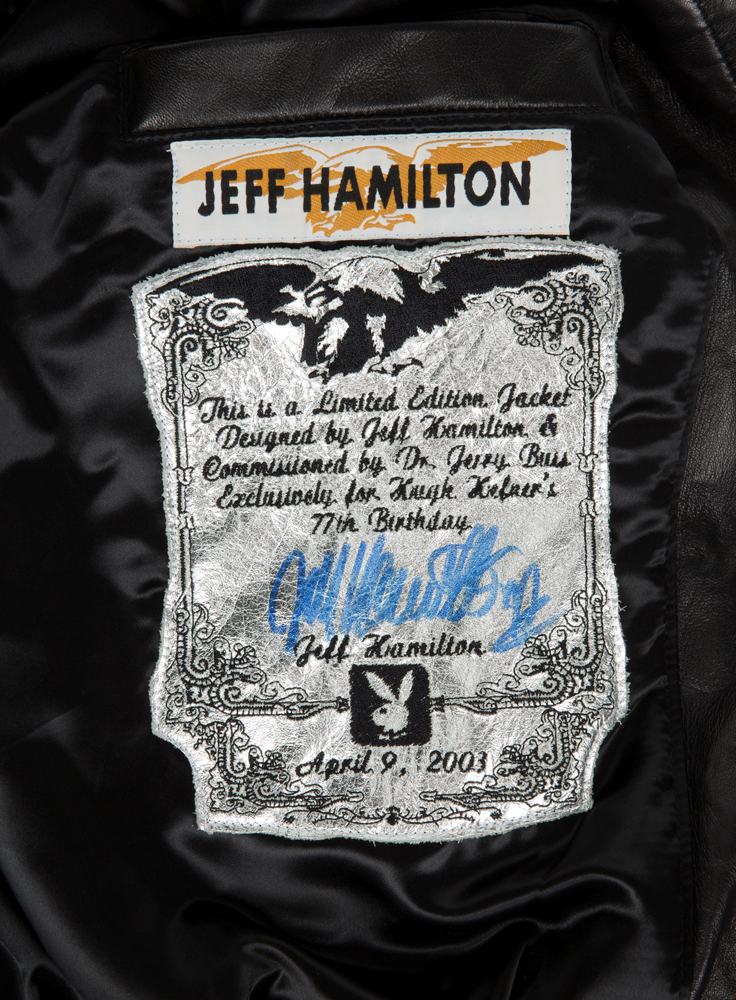 JEFF HAMILTON
This is a Limited Edition Jacket
Designed by Jeff Hamilton &
Commissioned by Dr. Jerry Buss
Exclusively for Hugh Hefner's
77th Birthday
Jeff Hamilton
April 9, 2003